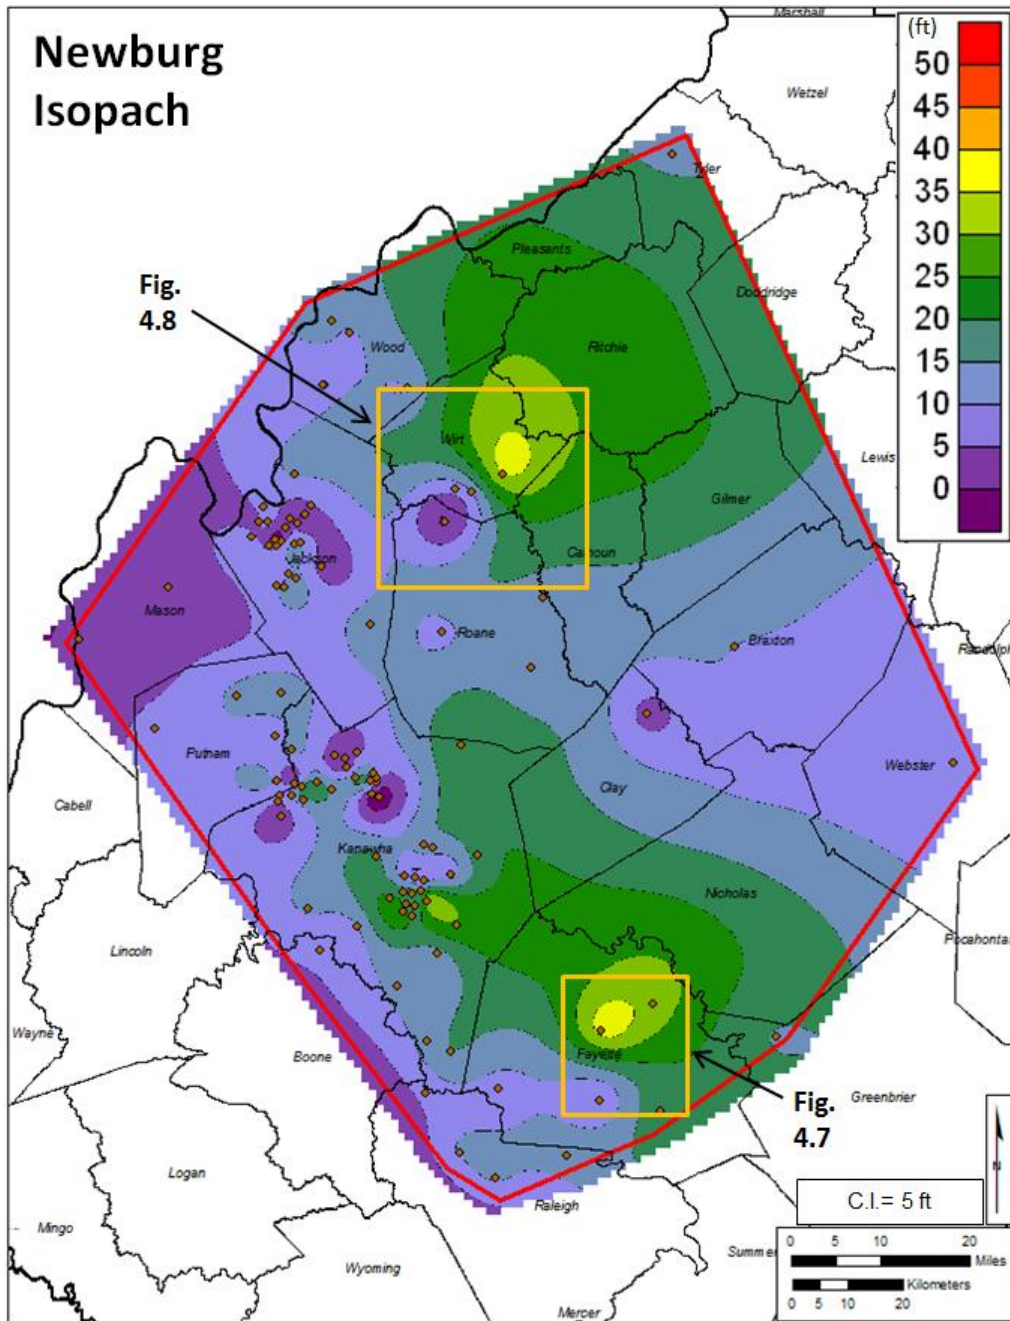 Newburg
Isopach
(ft)
50
45
40
35
30
25
20
15
10
5
0
Marshall
Wetzel
Tyler
Pleasants
Doddridge
Fig.
4.8
Wood
Ritchie
Wirt
Lewis
Gilmer
Calhoun
Jackson
Mason
Roane
Braxton
Randolph
Putnam
Webster
Cabell
Clay
Kanawha
Nicholas
Lincoln
Pocahontas
Wayne
Boone
Fayette
Greenbrier
Fig.
4.7
Logan
Raleigh
C.I.= 5 ft
N
Mingo
Wyoming
Summer
Mercer
0 5 10 20
Miles
Kilometers
0 5 10 20